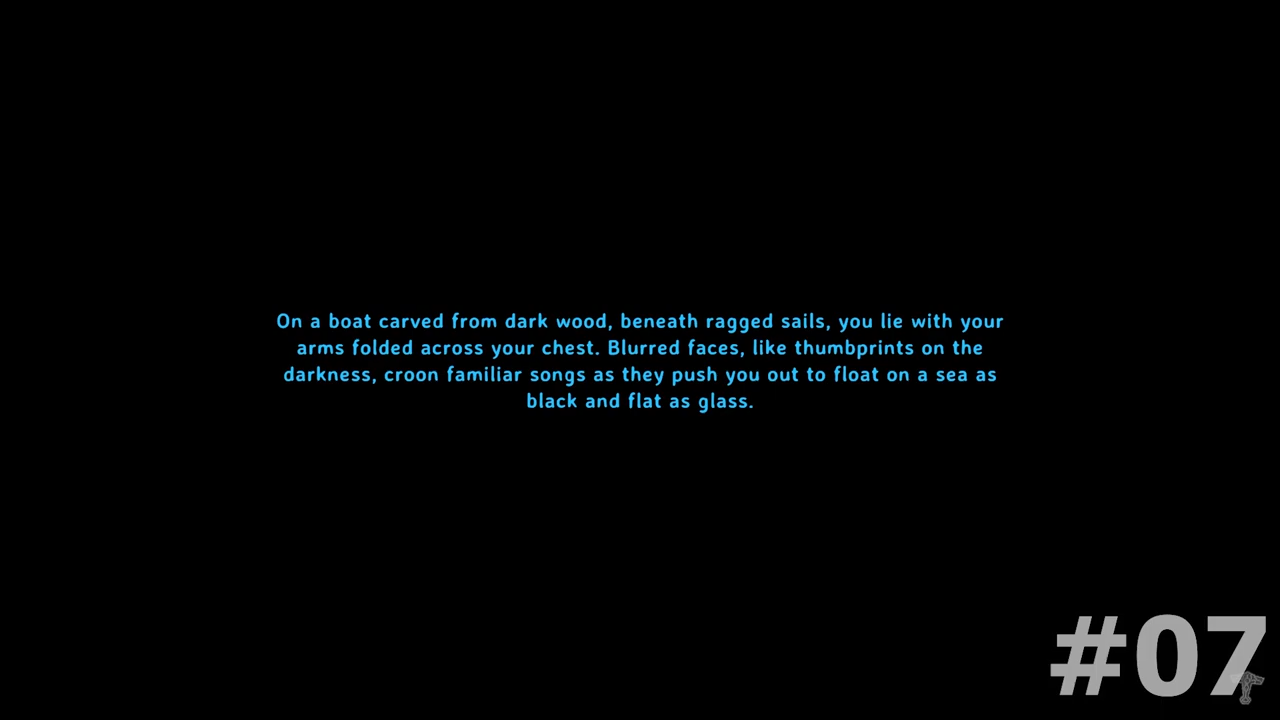 On a boat carved from dark wood, beneath ragged sails, you lie with your
arms folded across your chest. Blurred faces, like thumbprints on the
darkness, croon familiar songs as they push you out to float on a sea as
black and flat as glass.
#07